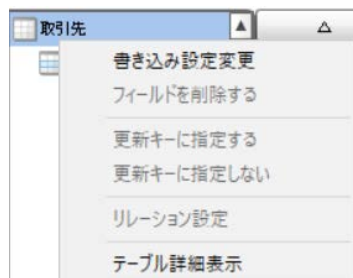 取引先 ▲ △
書き込み設定変更
フィールドを削除する
更新キーに指定する
更新キーに指定しない
リレーション設定
テーブル詳細表示